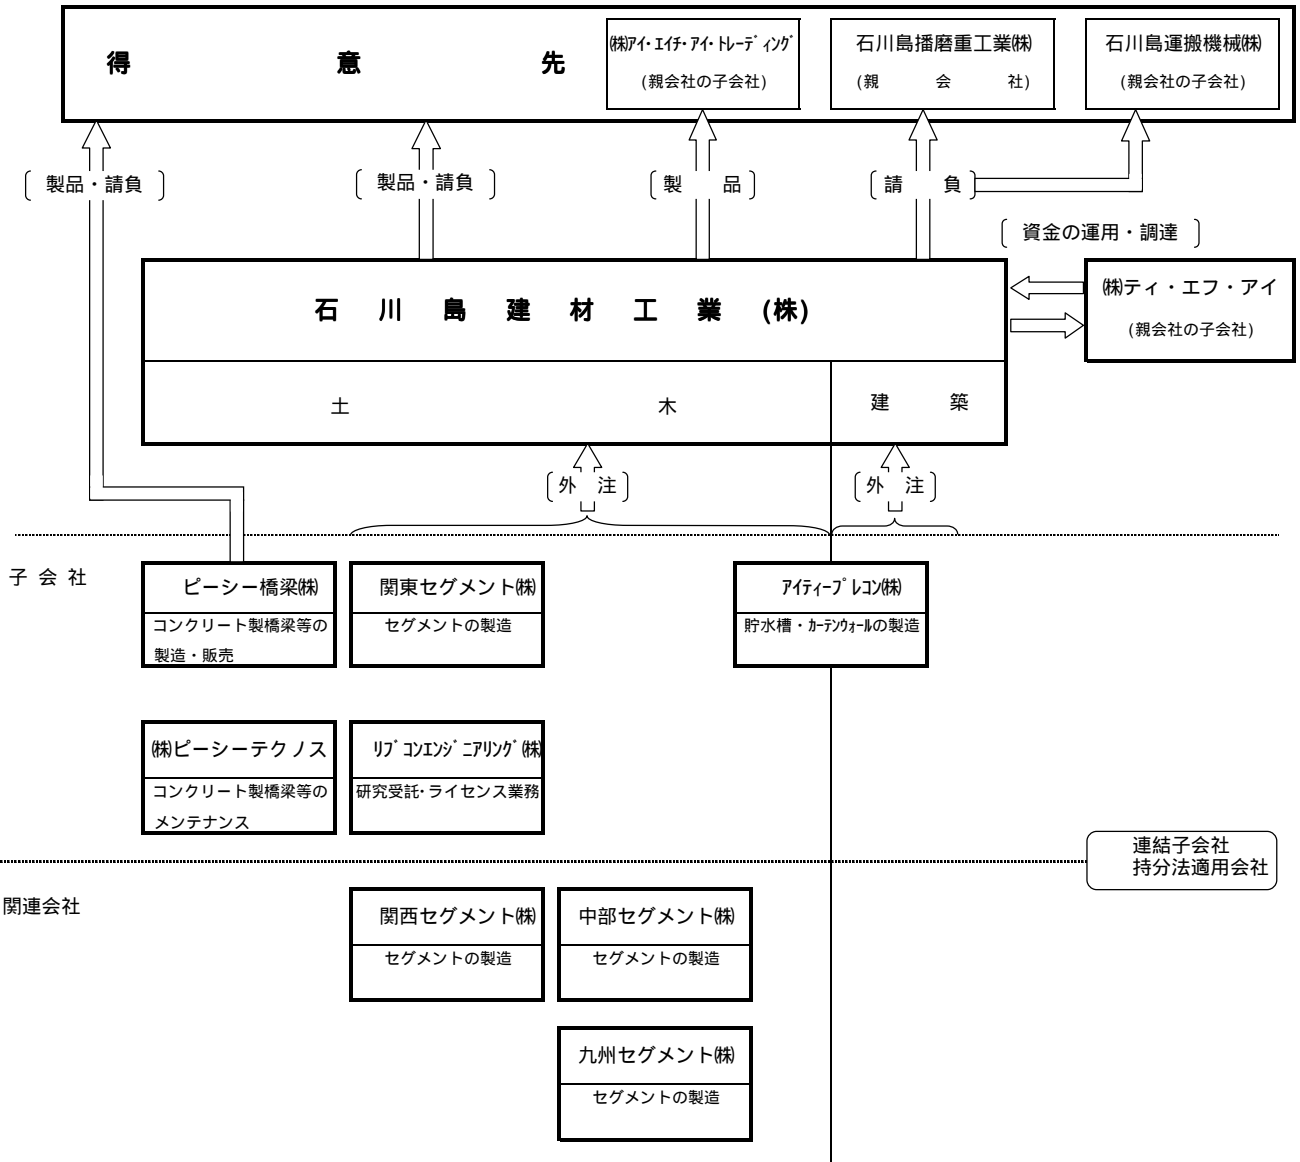 得意先
㈱アイ・エイチ・アイ・トレーディング
(親会社の子会社)
石川島播磨重工業㈱
(親会社)
石川島運搬機械㈱
(親会社の子会社)
〔製品・請負〕
〔製品・請負〕
〔製品〕
〔請負〕
〔資金の運用・調達〕
石川島建材工業(株)
㈱ティ・エフ・アイ
(親会社の子会社)
土木
建築
〔外注〕
〔外注〕
子会社
ピーシー橋梁㈱
コンクリート製橋梁等の
製造・販売
関東セグメント㈱
セグメントの製造
アイティープレコン㈱
貯水槽・カーテンウォールの製造
㈱ピーシーテクノス
コンクリート製橋梁等の
メンテナンス
リブコンエンジニアリング㈱
研究受託・ライセンス業務
連結子会社
持分法適用会社
関連会社
関西セグメント㈱
セグメントの製造
中部セグメント㈱
セグメントの製造
九州セグメント㈱
セグメントの製造